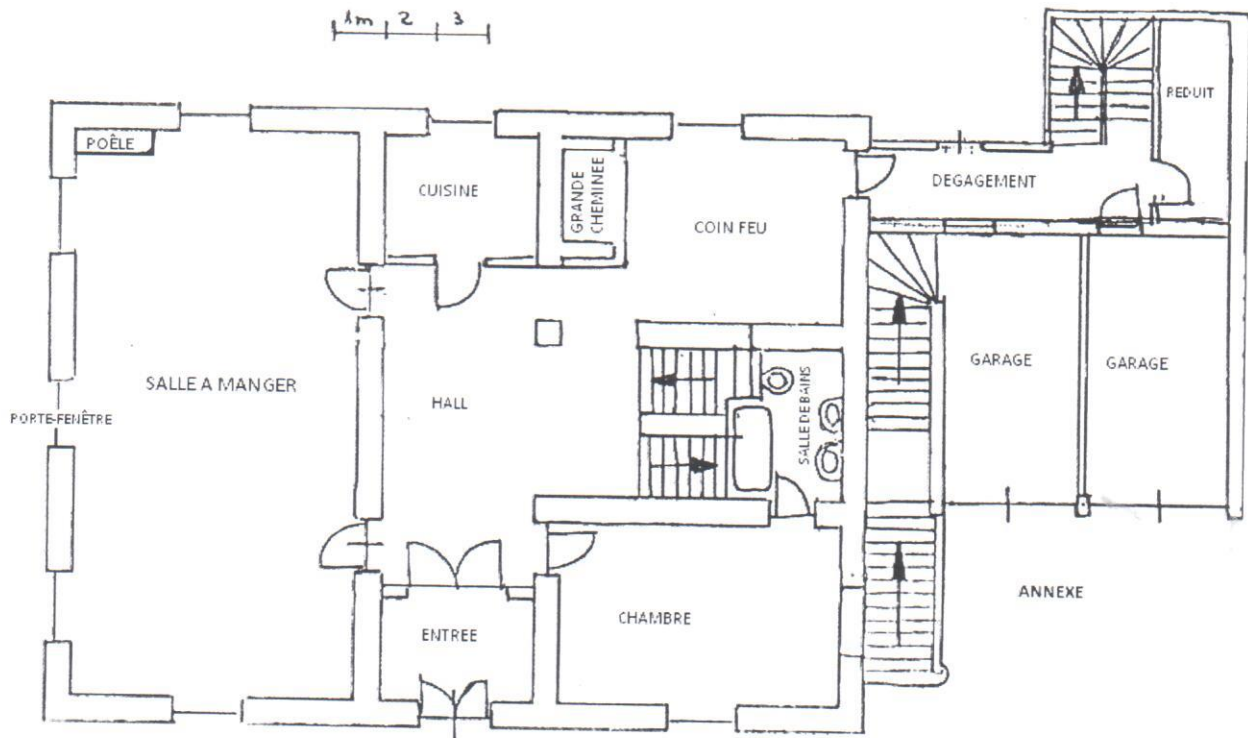 1m 2 3
REDUIT
POÊLE
CUISINE
GRANDE
CHEMINEE
DEGAGEMENT
COIN FEU
SALLE A MANGER
HALL
SALLE DE BAINS
GARAGE
GARAGE
PORTE-FENÊTRE
ANNEXE
CHAMBRE
ENTREE